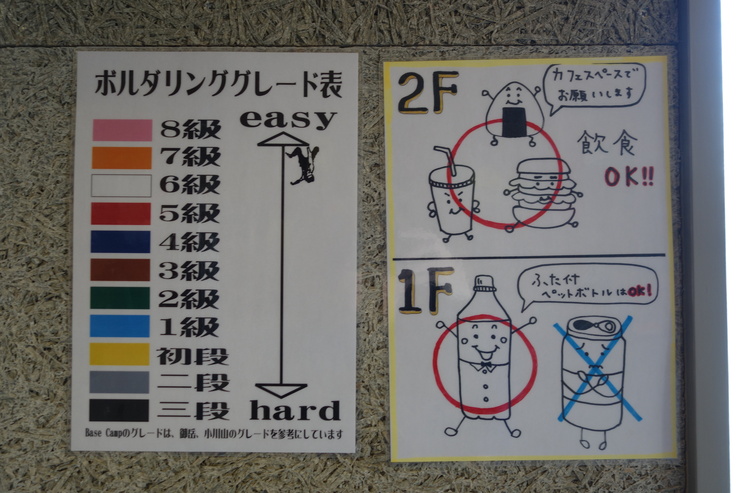 ボルダリンググレード表
easy
8級
7級
6級
5級
4級
3級
2級
1級
初段
二段
三段
hard
Base Campのグレードは、御岳、小川山のグレードを参考にしています
2F
カフェスペースで
お願いします
飲食
OK!!
1F
ふた付
ペットボトルはOK!